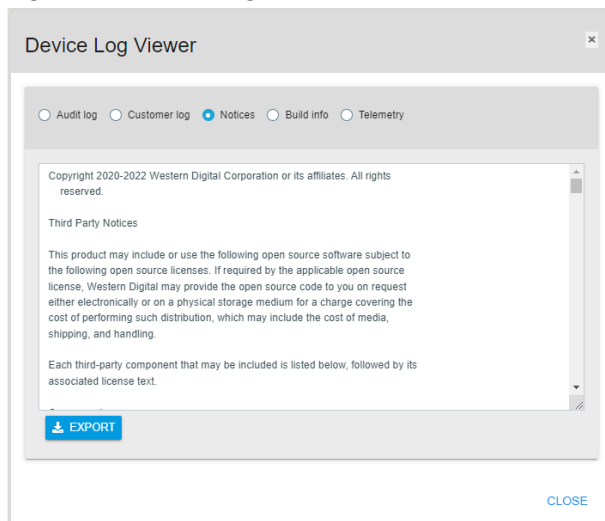 Device Log Viewer
×
Audit log Customer log Notices Build info Telemetry
Copyright 2020-2022 Western Digital Corporation or its affiliates. All rights
reserved.
Third Party Notices
This product may include or use the following open source software subject to
the following open source licenses. If required by the applicable open source
license, Western Digital may provide the open source code to you on request
either electronically or on a physical storage medium for a charge covering the
cost of performing such distribution, which may include the cost of media,
shipping, and handling.
Each third-party component that may be included is listed below, followed by its
associated license text.
EXPORT
CLOSE